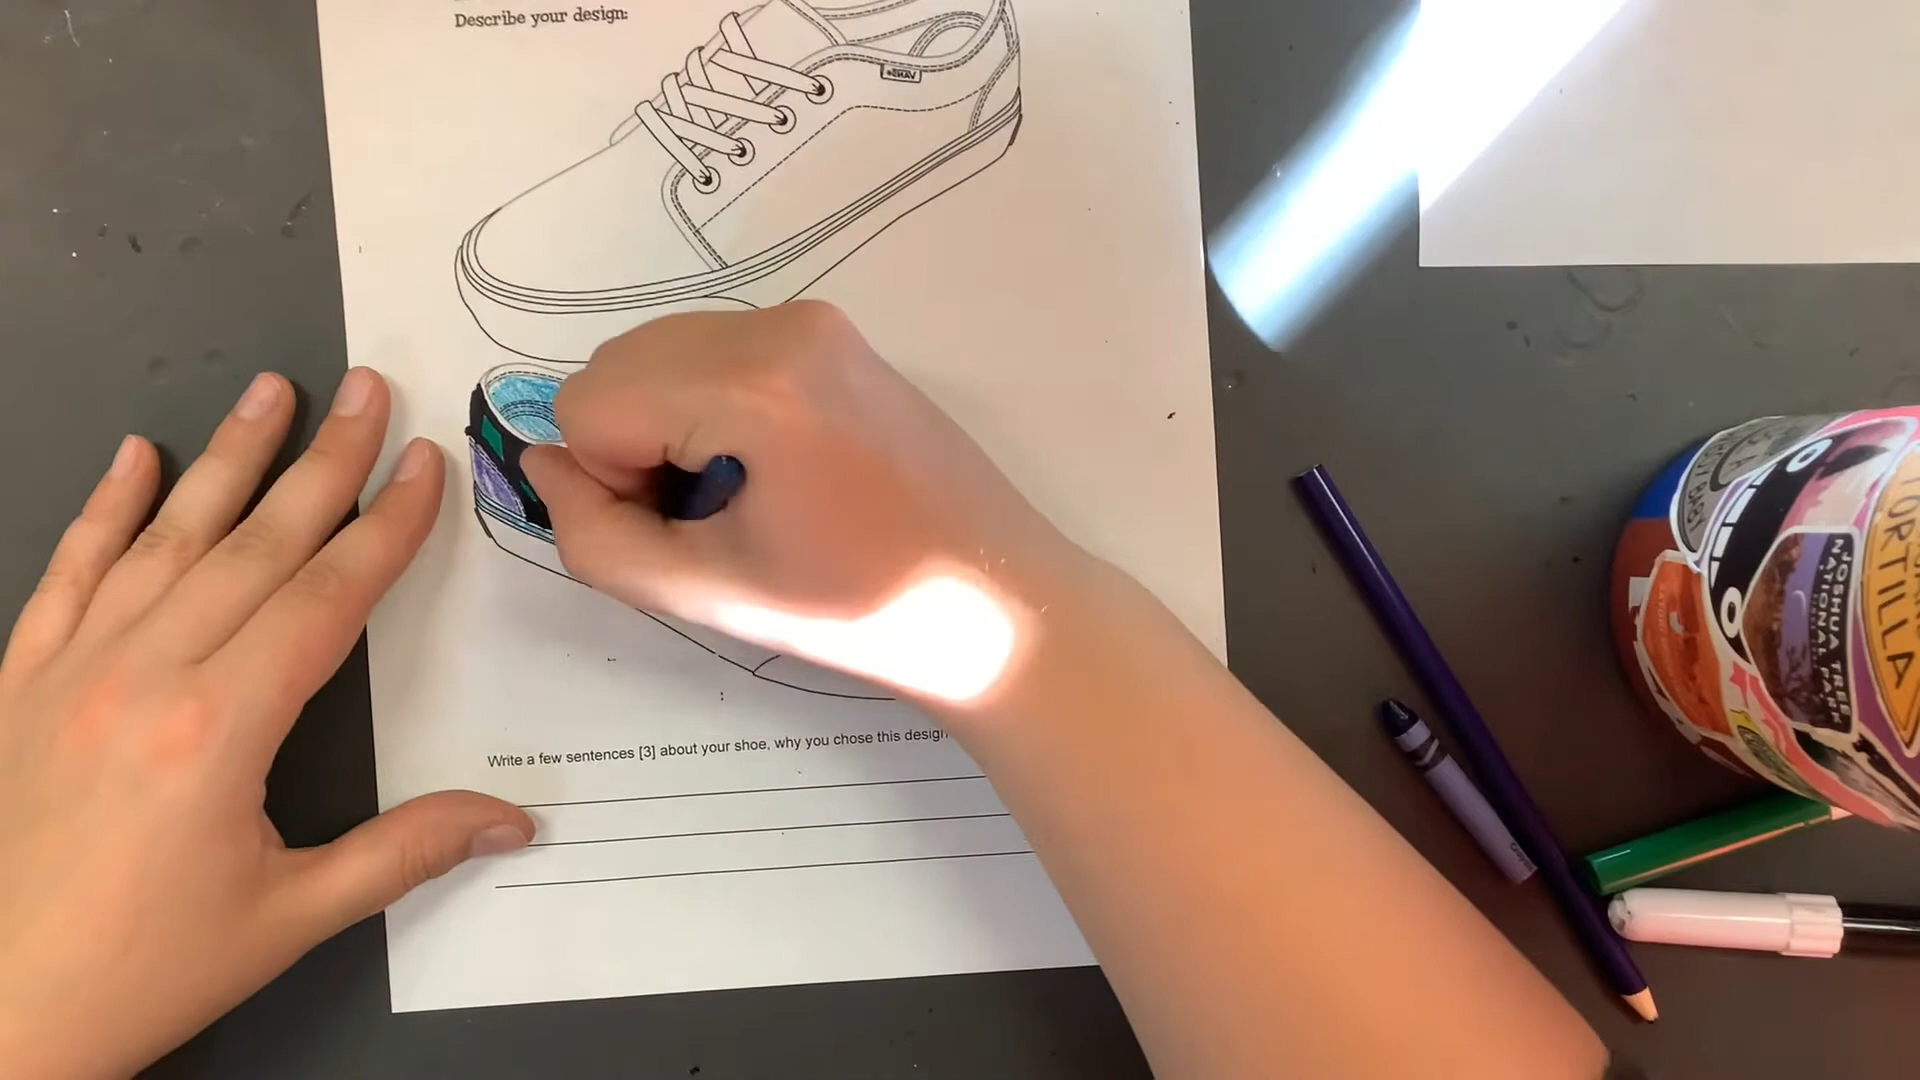 Describe your design:
VANS
Write a few sentences [3] about your shoe, why you chose this design
TORTILLA
JOSHUA TREE
NATIONAL PARK